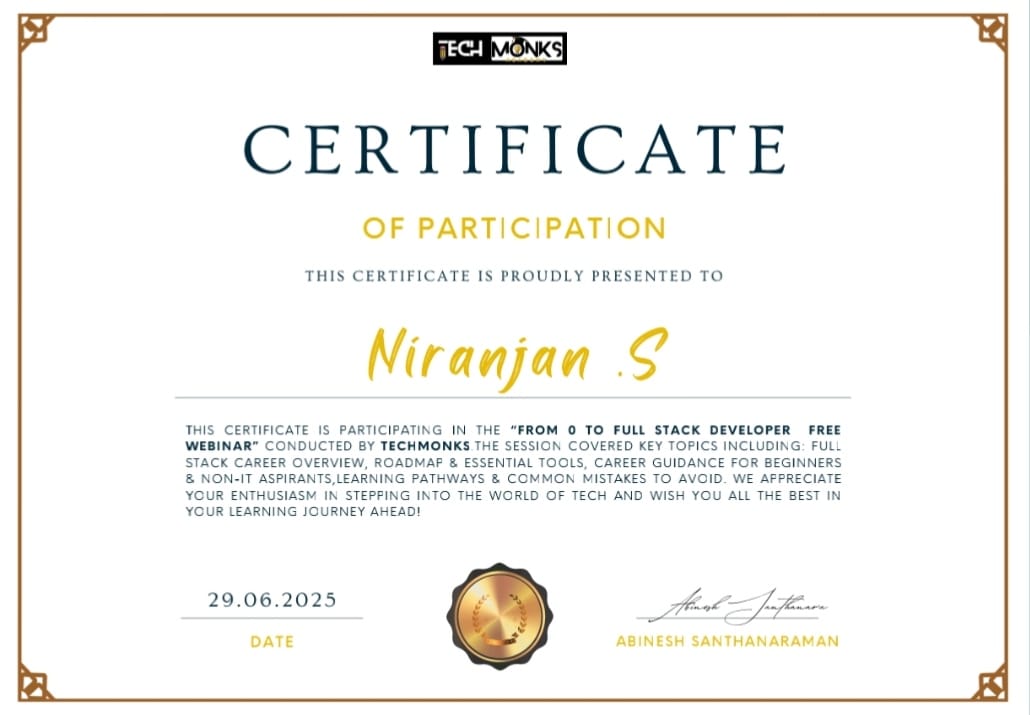 TECH MONKS
CERTIFICATE
OF PARTICIPATION
THIS CERTIFICATE IS PROUDLY PRESENTED TO
Niranjan .S
THIS CERTIFICATE IS PARTICIPATING IN THE “FROM 0 TO FULL STACK DEVELOPER FREE
WEBINAR” CONDUCTED BY TECHMONKS.THE SESSION COVERED KEY TOPICS INCLUDING: FULL
STACK CAREER OVERVIEW, ROADMAP & ESSENTIAL TOOLS, CAREER GUIDANCE FOR BEGINNERS
& NON-IT ASPIRANTS,LEARNING PATHWAYS & COMMON MISTAKES TO AVOID. WE APPRECIATE
YOUR ENTHUSIASM IN STEPPING INTO THE WORLD OF TECH AND WISH YOU ALL THE BEST IN
YOUR LEARNING JOURNEY AHEAD!
29.06.2025
Abinesh Santhanara
DATE
ABINESH SANTHANARAMAN